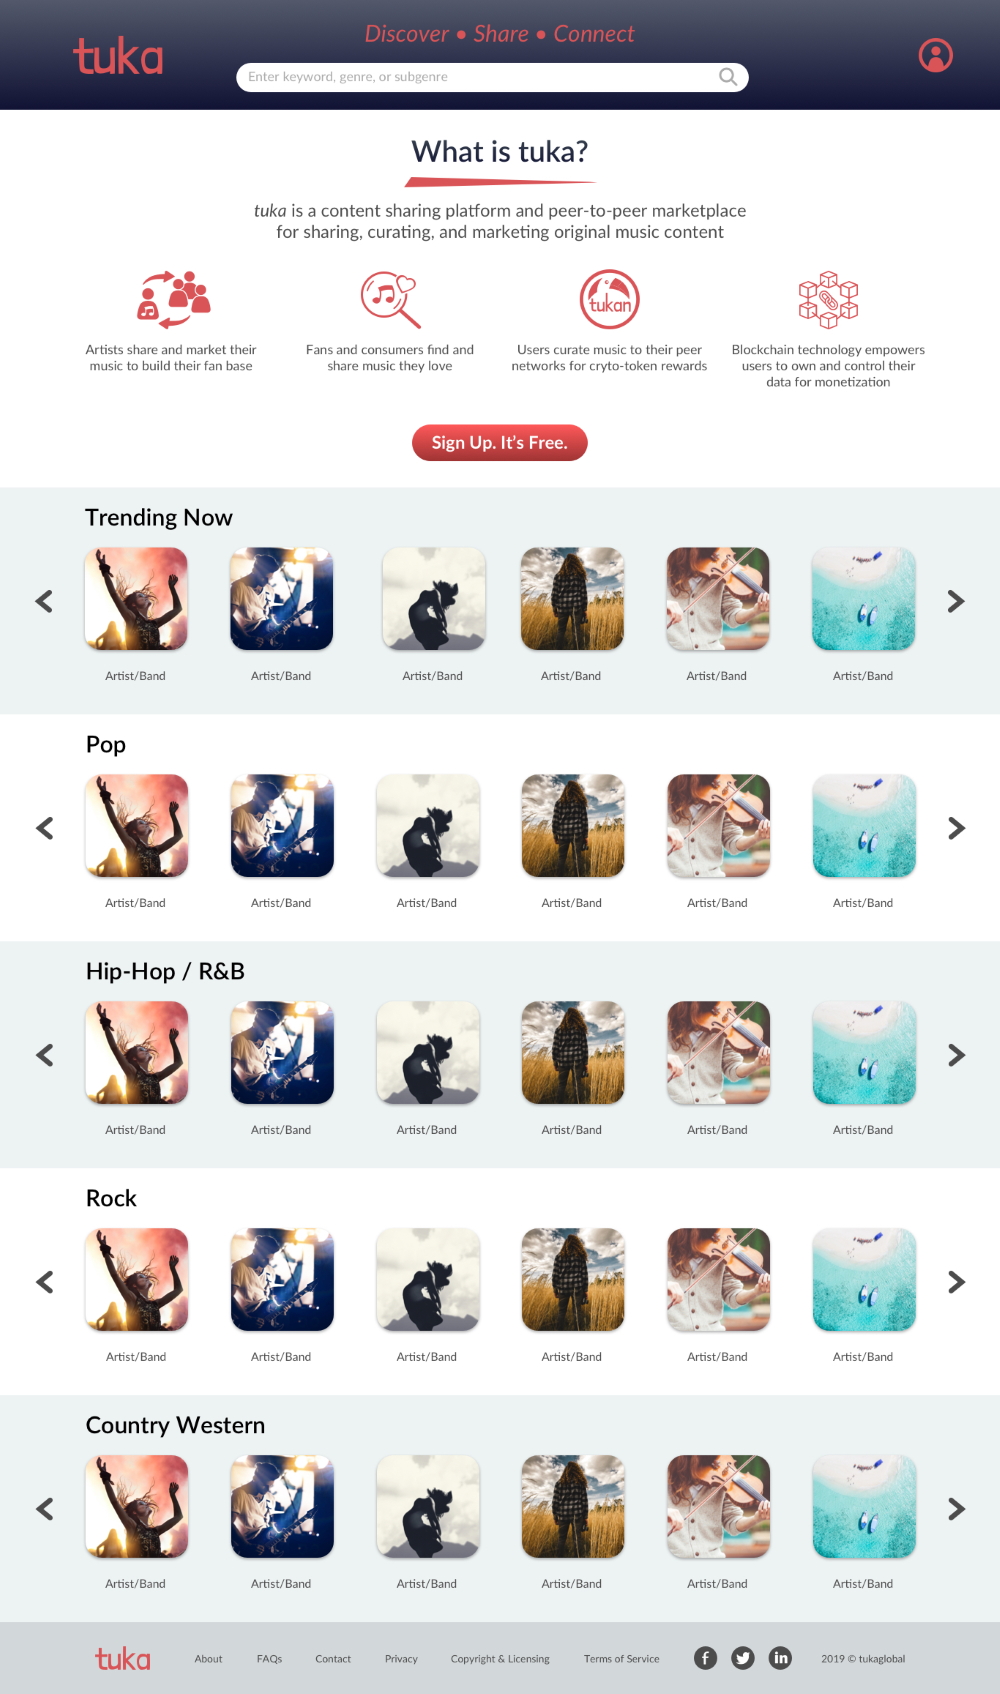 tuka
Discover • Share • Connect
Enter keyword, genre, or subgenre
What is tuka?
tuka is a content sharing platform and peer-to-peer marketplace
for sharing, curating, and marketing original music content
tukan
Artists share and market their
music to build their fan base
Fans and consumers find and
share music they love
Users curate music to their peer
networks for cryto-token rewards
Blockchain technology empowers
users to own and control their
data for monetization
Sign Up. It's Free.
Trending Now
Artist/Band Artist/Band Artist/Band Artist/Band Artist/Band Artist/Band
Pop
Artist/Band Artist/Band Artist/Band Artist/Band Artist/Band Artist/Band
Hip-Hop / R&B
Artist/Band Artist/Band Artist/Band Artist/Band Artist/Band Artist/Band
Rock
Artist/Band Artist/Band Artist/Band Artist/Band Artist/Band Artist/Band
Country Western
Artist/Band Artist/Band Artist/Band Artist/Band Artist/Band Artist/Band
tuka About FAQs Contact Privacy Copyright & Licensing Terms of Service f in 2019 © tukaglobal